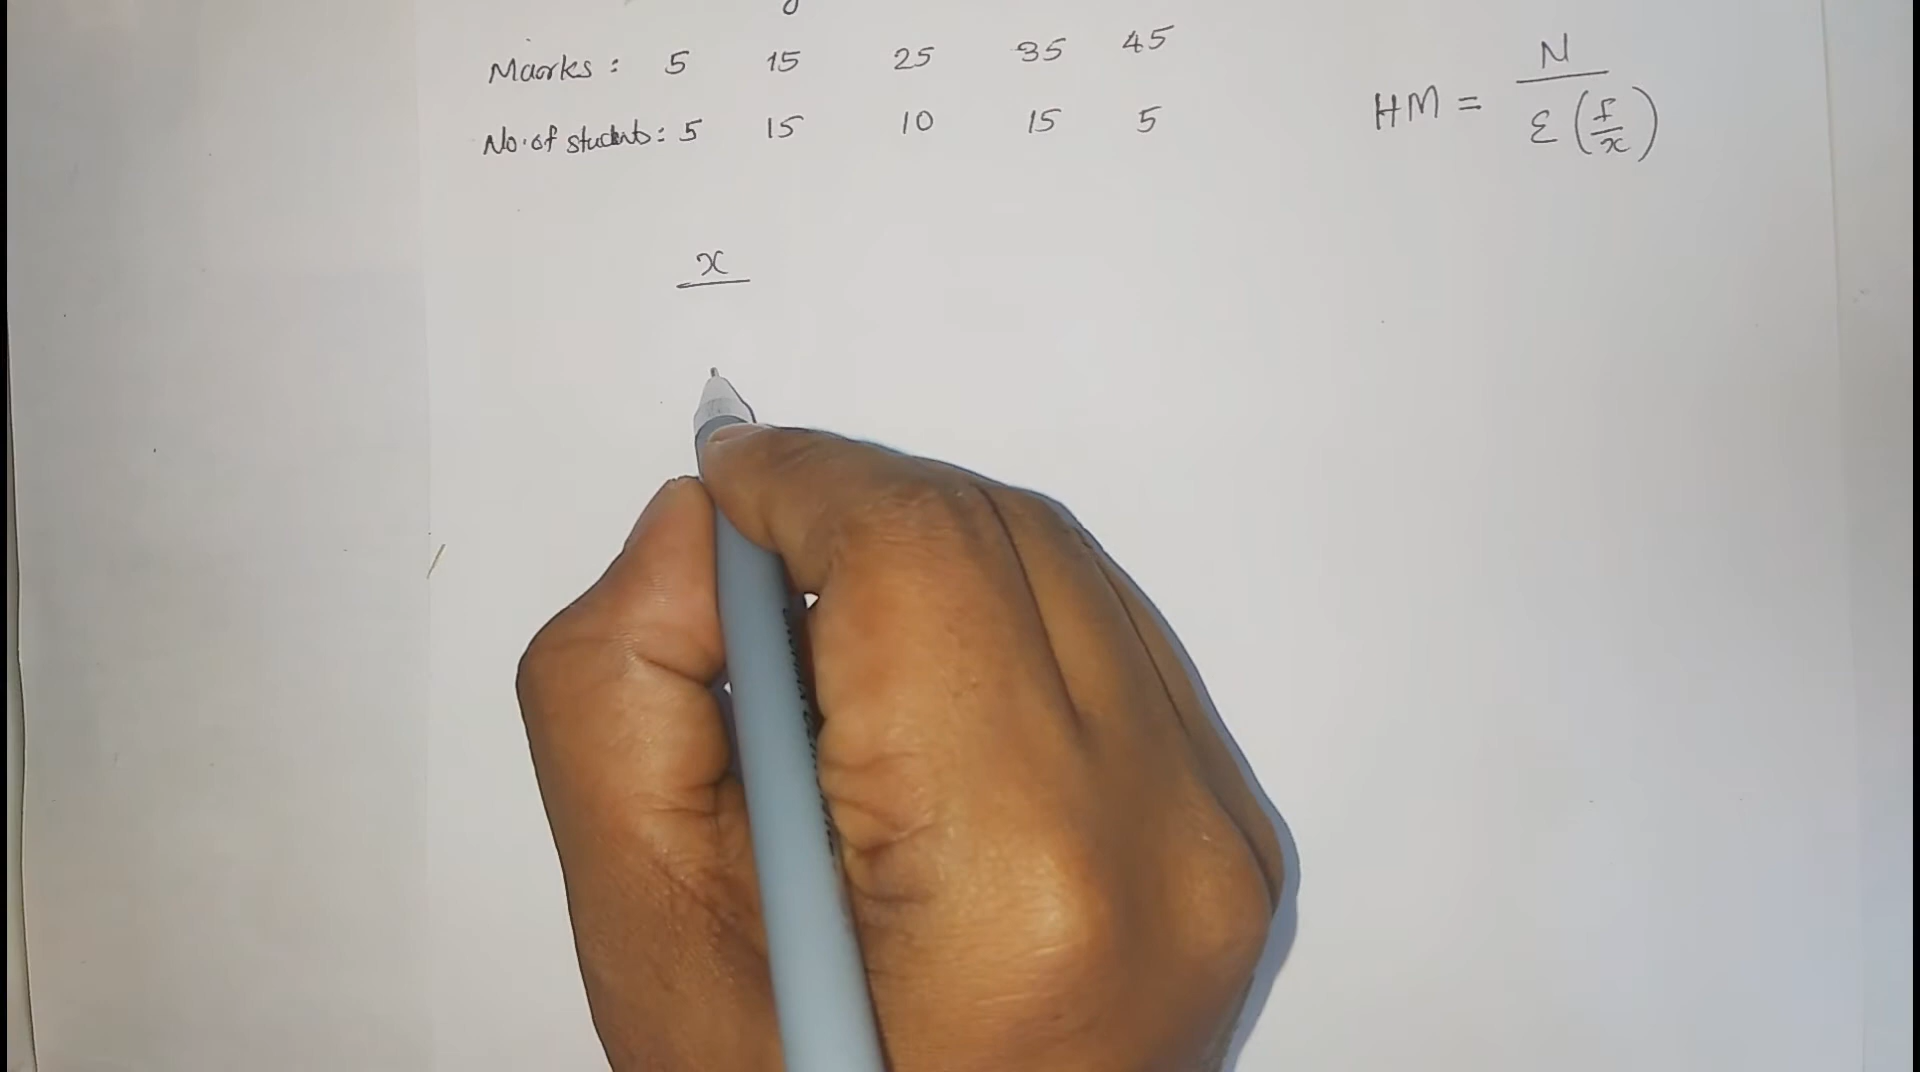 Marks : 5 15 25 35 45
No. of students : 5 15 10 15 5
HM = N / Σ (f/x)
x